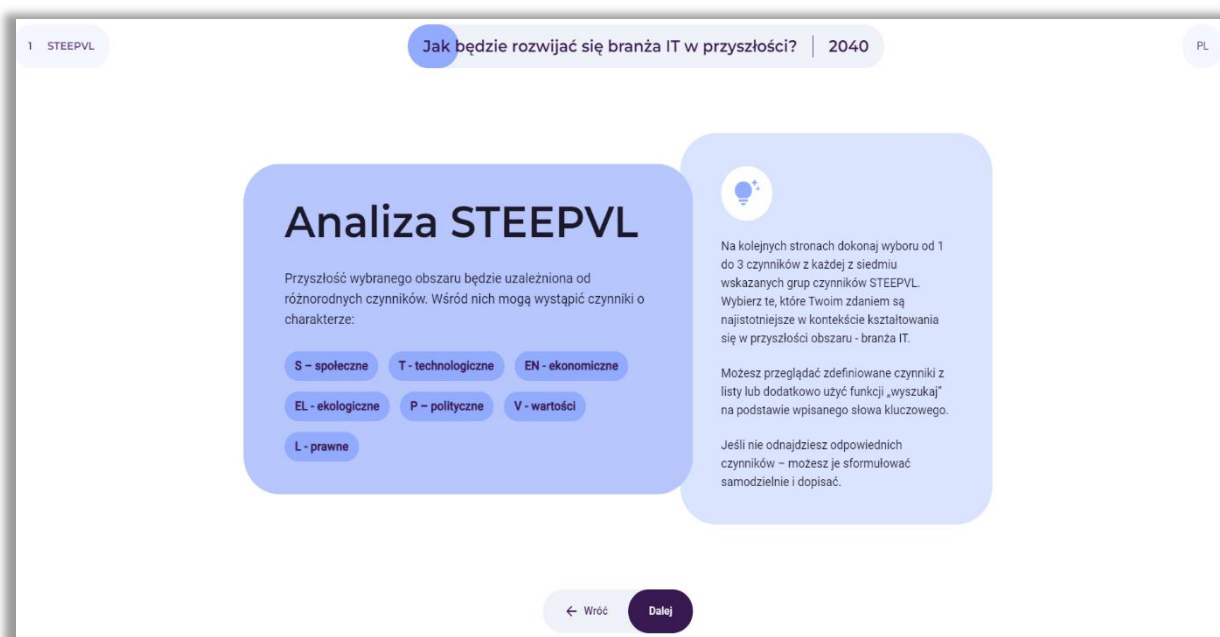 1 STEEPVL
Jak będzie rozwijać się branża IT w przyszłości? | 2040
PL
Analiza STEEPVL
Przyszłość wybranego obszaru będzie uzależniona od
różnorodnych czynników. Wśród nich mogą wystąpić czynniki o
charakterze:
S – społeczne
T - technologiczne
EN - ekonomiczne
EL - ekologiczne
P – polityczne
V - wartości
L - prawne
Na kolejnych stronach dokonaj wyboru od 1
do 3 czynników z każdej z siedmiu
wskazanych grup czynników STEEPVL.
Wybierz te, które Twoim zdaniem są
najistotniejsze w kontekście kształtowania
się w przyszłości obszaru - branża IT.
Możesz przeglądać zdefiniowane czynniki z
listy lub dodatkowo użyć funkcji „wyszukaj”
na podstawie wpisanego słowa kluczowego.
Jeśli nie odnajdziesz odpowiednich
czynników – możesz je sformułować
samodzielnie i dopisać.
← Wróć
Dalej